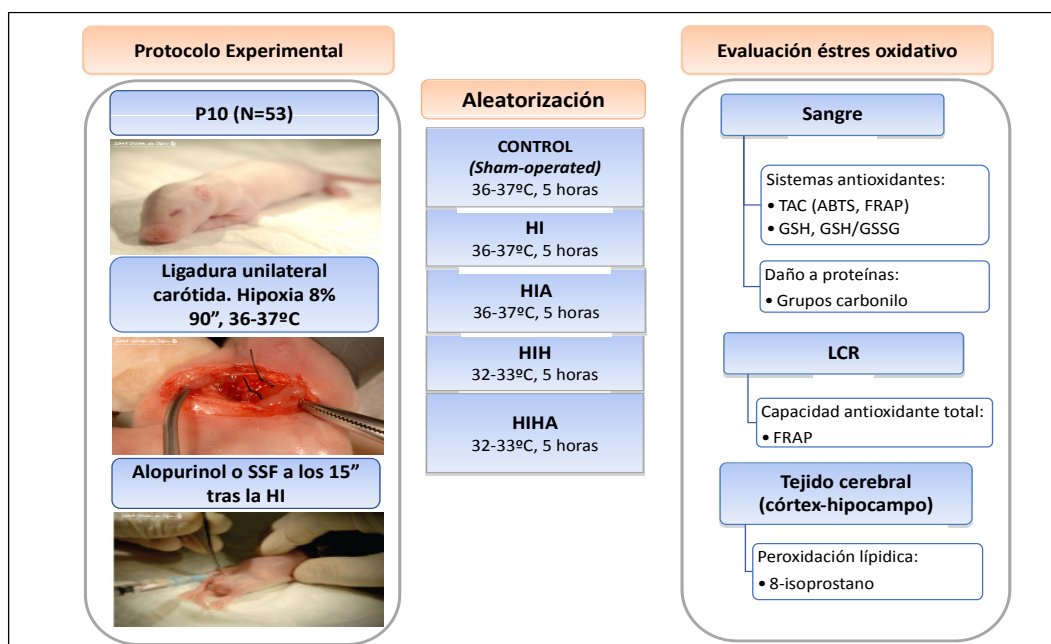 Protocolo Experimental
P10 (N=53)
Ligadura unilateral
carótida. Hipoxia 8%
90”, 36-37ºC
Alopurinol o SSF a los 15”
tras la HI
Aleatorización
CONTROL
(Sham-operated)
36-37ºC, 5 horas
HI
36-37ºC, 5 horas
HIA
36-37ºC, 5 horas
HIH
32-33ºC, 5 horas
HIHA
32-33ºC, 5 horas
Evaluación éstres oxidativo
Sangre
Sistemas antioxidantes:
• TAC (ABTS, FRAP)
• GSH, GSH/GSSG
Daño a proteínas:
• Grupos carbonilo
LCR
Capacidad antioxidante total:
• FRAP
Tejido cerebral
(córtex-hipocampo)
Peroxidación lípidica:
• 8-isoprostano